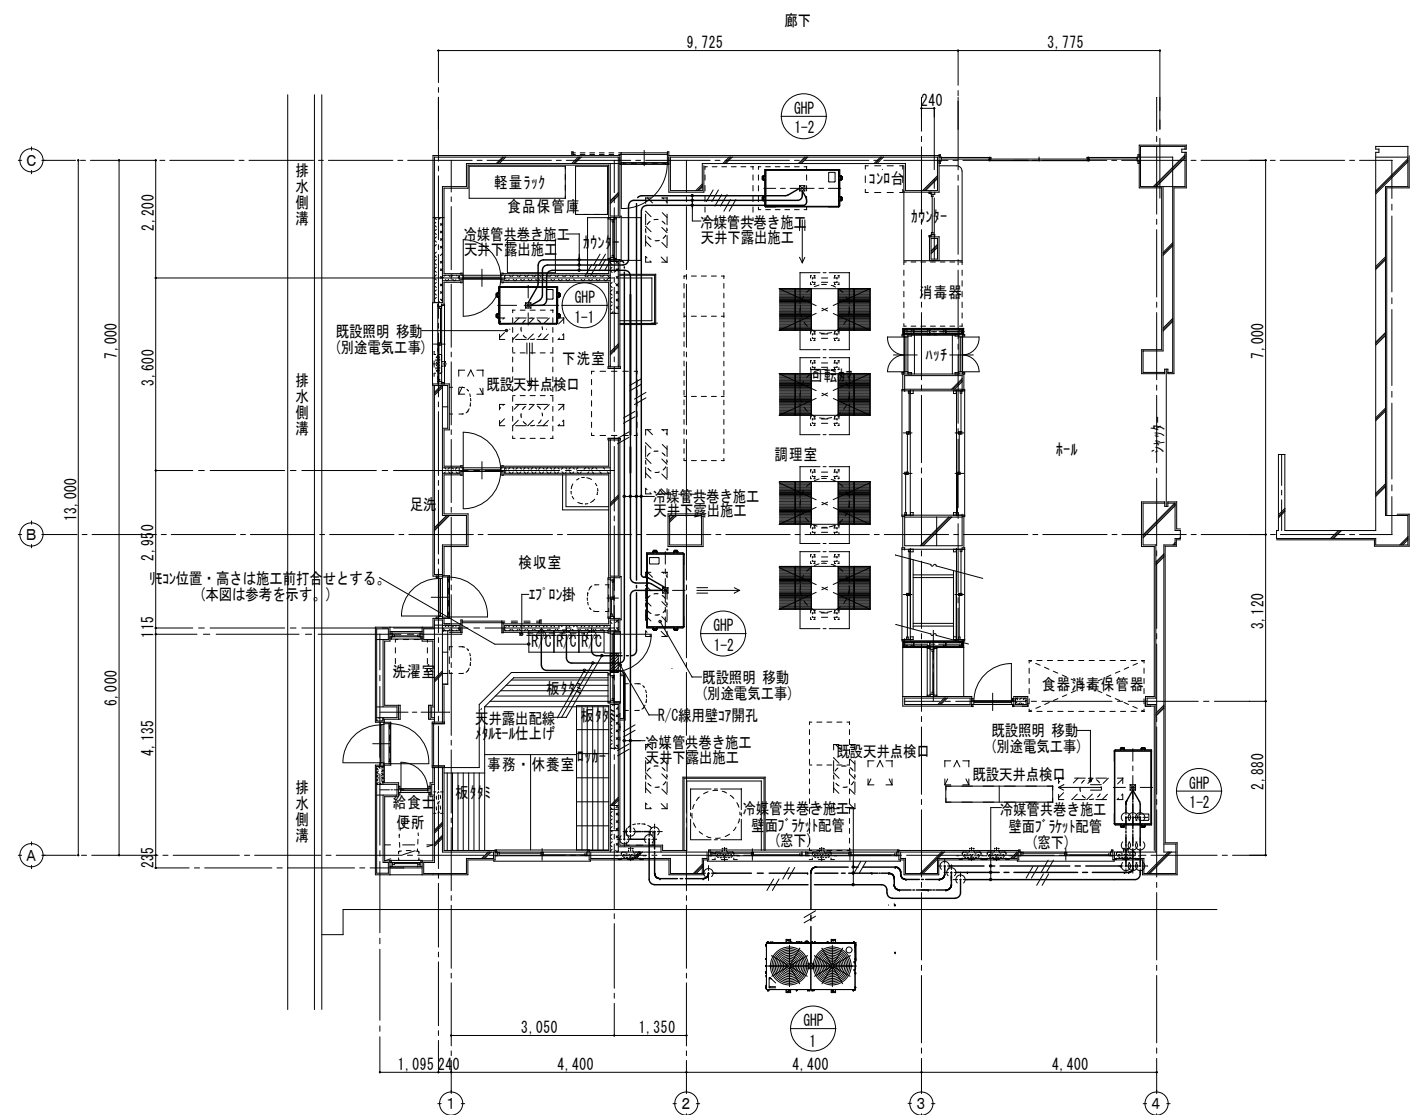 廊下
9,725
3,775
240
GHP
1-2
C
排水側溝
軽量ラック
食品保管庫
コンロ台
カウンター
冷媒管共巻き施工
天井下露出施工
カウンター
冷媒管共巻き施工
天井下露出施工
2,200
7,000
3,600
13,000
GHP
1-1
消毒器
既設照明 移動
(別途電気工事)
下洗室
ハッチ
7,000
排水側溝
既設天井点検口
調理室
ホール
シャッター
足洗
冷媒管共巻き施工
天井下露出施工
B
2,950
検収室
リモコン位置・高さは施工前打合せとする。
(本図は参考を示す。)
エプロン掛
115
R/C
R/C
R/C
GHP
1-2
3,120
洗濯室
既設照明 移動
(別途電気工事)
食器消毒保管器
6,000
板タタミ
板タタミ
R/C線用壁コア開孔
天井露出配線
メタルモール仕上げ
4,135
冷媒管共巻き施工
天井下露出施工
既設天井点検口
既設照明 移動
(別途電気工事)
事務・休養室
ロッカー
既設天井点検口
2,880
GHP
1-2
排水側溝
板タタミ
給食士
便所
冷媒管共巻き施工
壁面ブラケット配管
(窓下)
冷媒管共巻き施工
壁面ブラケット配管
(窓下)
A
235
GHP
1
3,050
1,350
1,095
240
4,400
4,400
4,400
1
2
3
4